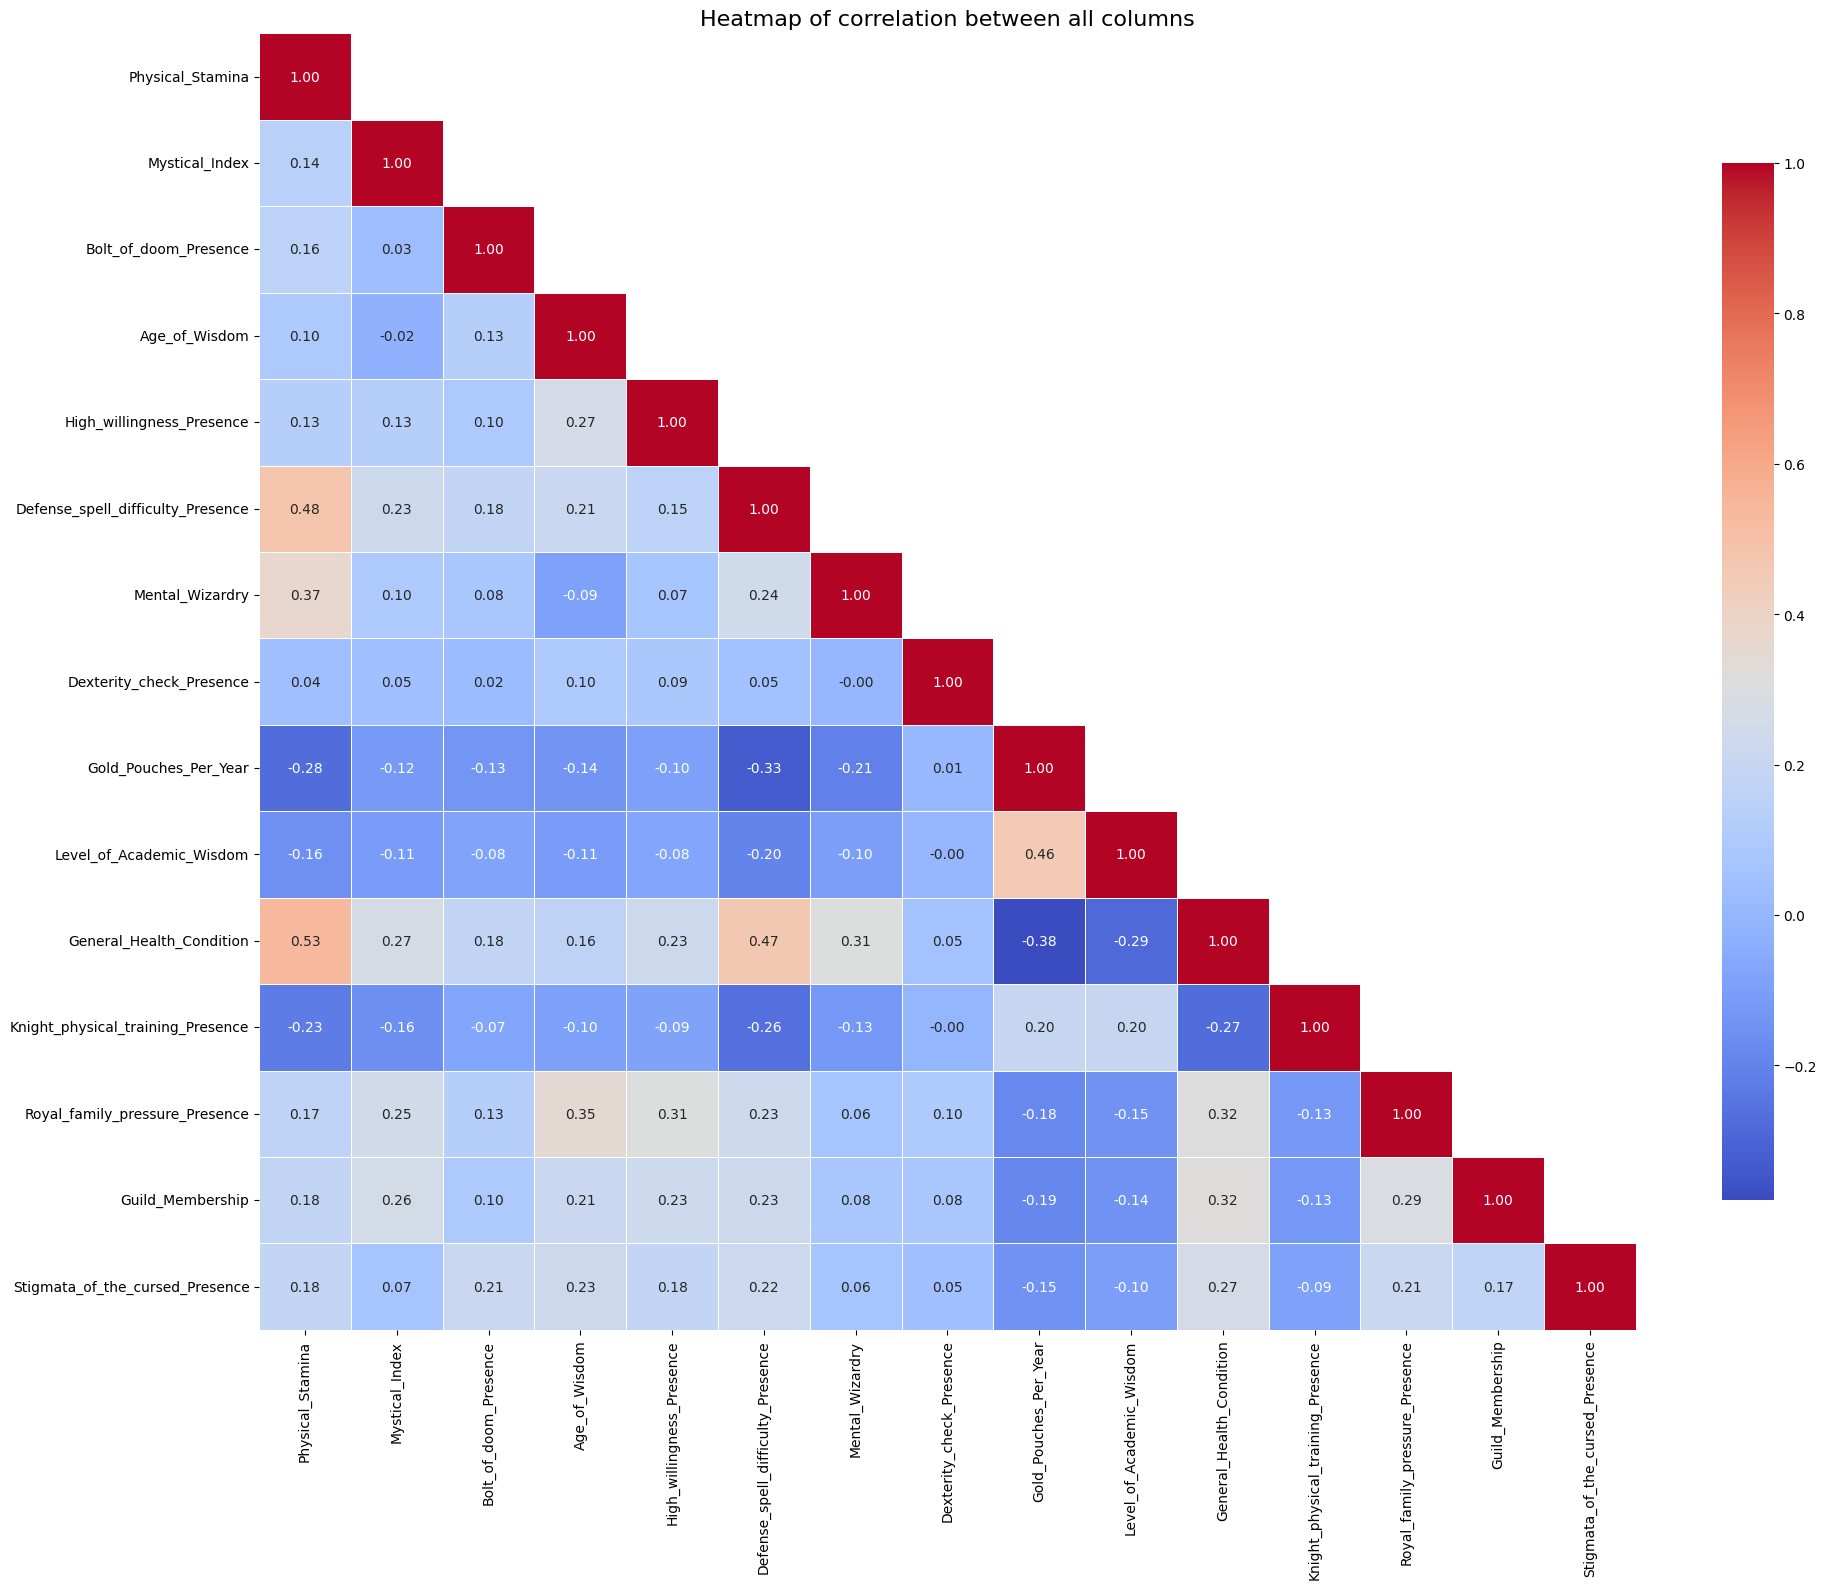 Heatmap of correlation between all columns
Physical_Stamina 1.00
Mystical_Index 0.14 1.00
Bolt_of_doom_Presence 0.16 0.03 1.00
Age_of_Wisdom 0.10 -0.02 0.13 1.00
High_willingness_Presence 0.13 0.13 0.10 0.27 1.00
Defense_spell_difficulty_Presence 0.48 0.23 0.18 0.21 0.15 1.00
Mental_Wizardry 0.37 0.10 0.08 -0.09 0.07 0.24 1.00
Dexterity_check_Presence 0.04 0.05 0.02 0.10 0.09 0.05 -0.00 1.00
Gold_Pouches_Per_Year -0.28 -0.12 -0.13 -0.14 -0.10 -0.33 -0.21 0.01 1.00
Level_of_Academic_Wisdom -0.16 -0.11 -0.08 -0.11 -0.08 -0.20 -0.10 -0.00 0.46 1.00
General_Health_Condition 0.53 0.27 0.18 0.16 0.23 0.47 0.31 0.05 -0.38 -0.29 1.00
Knight_physical_training_Presence -0.23 -0.16 -0.07 -0.10 -0.09 -0.26 -0.13 -0.00 0.20 0.20 -0.27 1.00
Royal_family_pressure_Presence 0.17 0.25 0.13 0.35 0.31 0.23 0.06 0.10 -0.18 -0.15 0.32 -0.13 1.00
Guild_Membership 0.18 0.26 0.10 0.21 0.23 0.23 0.08 0.08 -0.19 -0.14 0.32 -0.13 0.29 1.00
Stigmata_of_the_cursed_Presence 0.18 0.07 0.21 0.23 0.18 0.22 0.06 0.05 -0.15 -0.10 0.27 -0.09 0.21 0.17 1.00
Physical_Stamina
Mystical_Index
Bolt_of_doom_Presence
Age_of_Wisdom
High_willingness_Presence
Defense_spell_difficulty_Presence
Mental_Wizardry
Dexterity_check_Presence
Gold_Pouches_Per_Year
Level_of_Academic_Wisdom
General_Health_Condition
Knight_physical_training_Presence
Royal_family_pressure_Presence
Guild_Membership
Stigmata_of_the_cursed_Presence
1.0
0.8
0.6
0.4
0.2
0.0
−0.2